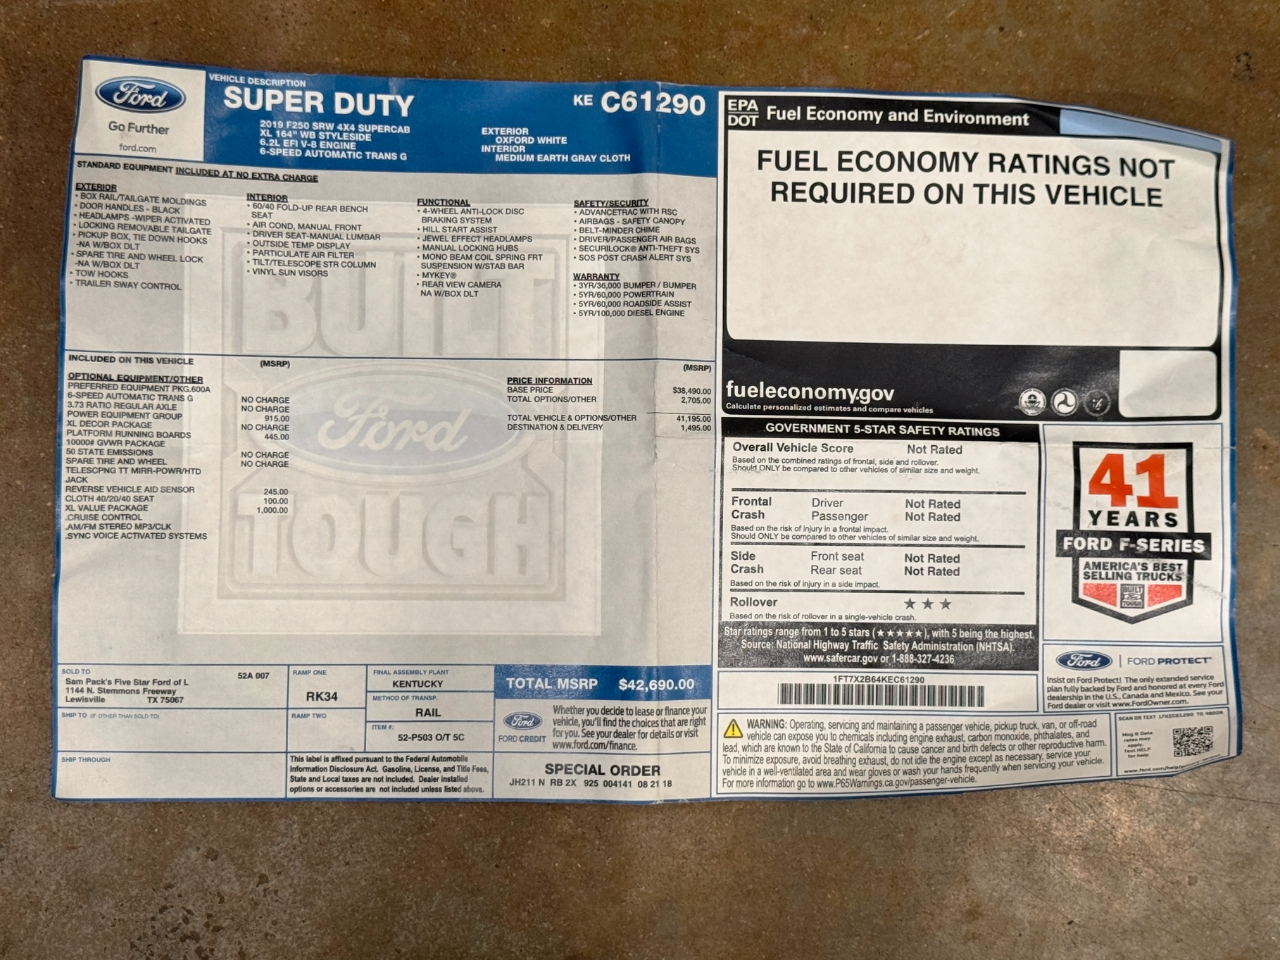 Ford
Go Further
ford.com
VEHICLE DESCRIPTION
SUPER DUTY
2019 F250 SRW 4X4 SUPERCAB
XL 164" WB STYLESIDE
6.2L EFI V-8 ENGINE
6-SPEED AUTOMATIC TRANS G
KE C61290
EXTERIOR
OXFORD WHITE
INTERIOR
MEDIUM EARTH GRAY CLOTH
STANDARD EQUIPMENT INCLUDED AT NO EXTRA CHARGE
EXTERIOR
• BOX RAIL/TAILGATE MOLDINGS
• DOOR HANDLES - BLACK
• HEADLAMPS -WIPER ACTIVATED
• LOCKING REMOVABLE TAILGATE
• PICKUP BOX, TIE DOWN HOOKS
-NA W/BOX DLT
• SPARE TIRE AND WHEEL LOCK
-NA W/BOX DLT
• TOW HOOKS
• TRAILER SWAY CONTROL
INTERIOR
• 60/40 FOLD-UP REAR BENCH
SEAT
• AIR COND, MANUAL FRONT
• DRIVER SEAT-MANUAL LUMBAR
• OUTSIDE TEMP DISPLAY
• PARTICULATE AIR FILTER
• TILT/TELESCOPE STR COLUMN
• VINYL SUN VISORS
FUNCTIONAL
• 4-WHEEL ANTI-LOCK DISC
BRAKING SYSTEM
• HILL START ASSIST
• JEWEL EFFECT HEADLAMPS
• MANUAL LOCKING HUBS
• MONO BEAM COIL SPRING FRT
SUSPENSION W/STAB BAR
• MYKEY®
• REAR VIEW CAMERA
NA W/BOX DLT
SAFETY/SECURITY
• ADVANCETRAC WITH RSC
• AIRBAGS - SAFETY CANOPY
• BELT-MINDER CHIME
• DRIVER/PASSENGER AIR BAGS
• SECURILOCK® ANTI-THEFT SYS
• SOS POST CRASH ALERT SYS
WARRANTY
• 3YR/36,000 BUMPER / BUMPER
• 5YR/60,000 POWERTRAIN
• 5YR/60,000 ROADSIDE ASSIST
• 5YR/100,000 DIESEL ENGINE
BUILT
Ford
TOUGH
INCLUDED ON THIS VEHICLE (MSRP)
OPTIONAL EQUIPMENT/OTHER
PREFERRED EQUIPMENT PKG.600A
6-SPEED AUTOMATIC TRANS G NO CHARGE
3.73 RATIO REGULAR AXLE NO CHARGE
POWER EQUIPMENT GROUP 915.00
XL DECOR PACKAGE NO CHARGE
PLATFORM RUNNING BOARDS 445.00
10000# GVWR PACKAGE
50 STATE EMISSIONS NO CHARGE
SPARE TIRE AND WHEEL NO CHARGE
TELESCPNG TT MIRR-POWR/HTD
JACK
REVERSE VEHICLE AID SENSOR 245.00
CLOTH 40/20/40 SEAT 100.00
XL VALUE PACKAGE 1,000.00
.CRUISE CONTROL
.AM/FM STEREO MP3/CLK
.SYNC VOICE ACTIVATED SYSTEMS
(MSRP)
PRICE INFORMATION
BASE PRICE $38,490.00
TOTAL OPTIONS/OTHER 2,705.00
TOTAL VEHICLE & OPTIONS/OTHER 41,195.00
DESTINATION & DELIVERY 1,495.00
SOLD TO
52A 007
Sam Pack's Five Star Ford of L
1144 N. Stemmons Freeway
Lewisville TX 75067
SHIP TO (IF OTHER THAN SOLD TO)
SHIP THROUGH
RAMP ONE
RK34
RAMP TWO
FINAL ASSEMBLY PLANT
KENTUCKY
METHOD OF TRANSP.
RAIL
ITEM #:
52-P503 O/T 5C
This label is affixed pursuant to the Federal Automobile
Information Disclosure Act. Gasoline, License, and Title Fees,
State and Local taxes are not included. Dealer installed
options or accessories are not included unless listed above.
TOTAL MSRP $42,690.00
Ford
FORD CREDIT
Whether you decide to lease or finance your
vehicle, you'll find the choices that are right
for you. See your dealer for details or visit
www.ford.com/finance.
SPECIAL ORDER
JH211 N RB 2X 925 004141 08 21 18
EPA
DOT
Fuel Economy and Environment
FUEL ECONOMY RATINGS NOT
REQUIRED ON THIS VEHICLE
fueleconomy.gov
Calculate personalized estimates and compare vehicles
GOVERNMENT 5-STAR SAFETY RATINGS
Overall Vehicle Score Not Rated
Based on the combined ratings of frontal, side and rollover.
Should ONLY be compared to other vehicles of similar size and weight.
Frontal Driver Not Rated
Crash Passenger Not Rated
Based on the risk of injury in a frontal impact.
Should ONLY be compared to other vehicles of similar size and weight.
Side Front seat Not Rated
Crash Rear seat Not Rated
Based on the risk of injury in a side impact.
Rollover ★ ★ ★
Based on the risk of rollover in a single-vehicle crash.
Star ratings range from 1 to 5 stars (★★★★★), with 5 being the highest.
Source: National Highway Traffic Safety Administration (NHTSA).
www.safercar.gov or 1-888-327-4236
1FT7X2B64KEC61290
WARNING: Operating, servicing and maintaining a passenger vehicle, pickup truck, van, or off-road
vehicle can expose you to chemicals including engine exhaust, carbon monoxide, phthalates, and
lead, which are known to the State of California to cause cancer and birth defects or other reproductive harm.
To minimize exposure, avoid breathing exhaust, do not idle the engine except as necessary, service your
vehicle in a well-ventilated area and wear gloves or wash your hands frequently when servicing your vehicle.
For more information go to www.P65Warnings.ca.gov/passenger-vehicle.
41
YEARS
FORD F-SERIES
AMERICA'S BEST
SELLING TRUCKS
BUILT
TOUGH
Ford
FORD PROTECT
Insist on Ford Protect! The only extended service
plan fully backed by Ford and honored at every Ford
dealership in the U.S., Canada and Mexico. See your
Ford dealer or visit www.FordOwner.com.
Msg & Data
rates may
apply.
Text HELP
for help.